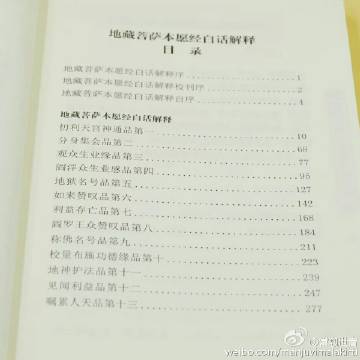 地藏菩萨本愿经白话解释
目 录
地藏菩萨本愿经白话解释序 1
地藏菩萨本愿经白话解释校刊序 2
地藏菩萨本愿经白话解释自序 4
地藏菩萨本愿经白话解释
忉利天宫神通品第一 10
分身集会品第二 68
观众生业缘品第三 77
阎浮众生业感品第四 95
地狱名号品第五 127
如来赞叹品第六 142
利益存亡品第七 168
阎罗王众赞叹品第八 184
称佛名号品第九 211
校量布施功德缘品第十 223
地神护法品第十一 239
见闻利益品第十二 247
嘱累人天品第十三 277
weibo.com/manjuvimalakirti